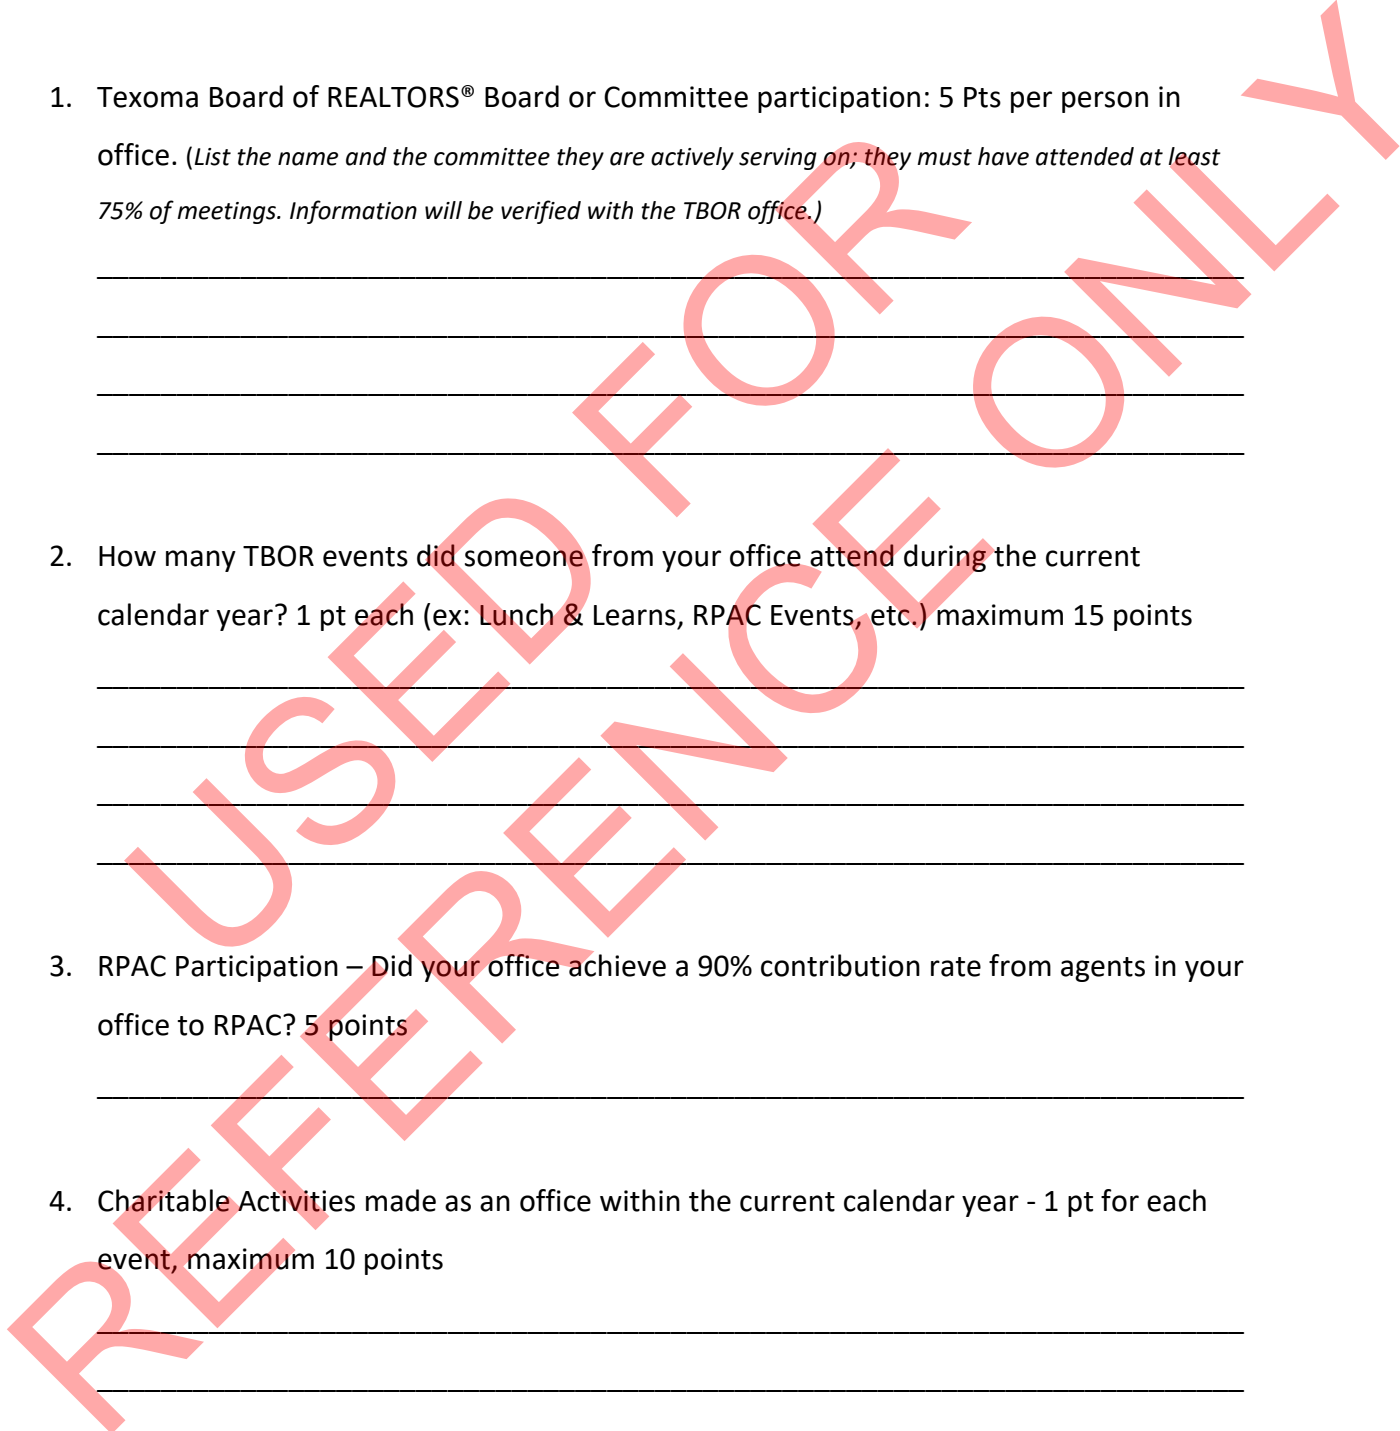 1. Texoma Board of REALTORS® Board or Committee participation: 5 Pts per person in
office. (List the name and the committee they are actively serving on; they must have attended at least
75% of meetings. Information will be verified with the TBOR office.)
2. How many TBOR events did someone from your office attend during the current
calendar year? 1 pt each (ex: Lunch & Learns, RPAC Events, etc.) maximum 15 points
3. RPAC Participation – Did your office achieve a 90% contribution rate from agents in your
office to RPAC? 5 points
4. Charitable Activities made as an office within the current calendar year - 1 pt for each
event, maximum 10 points
USED FOR
REFERENCE ONLY